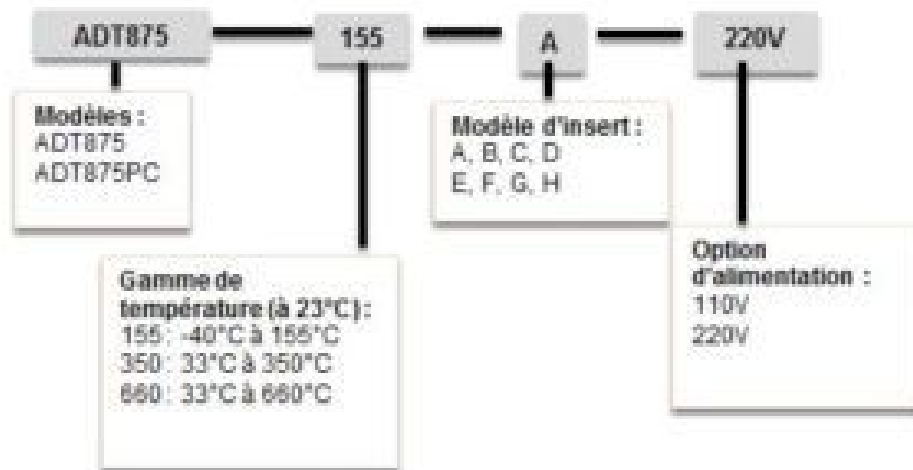 ADT875
155
A
220V
Modèles :
ADT875
ADT875PC
Gamme de
température (à 23°C) :
155 : -40°C à 155°C
350 : 33°C à 350°C
660 : 33°C à 660°C
Modèle d'insert :
A, B, C, D
E, F, G, H
Option
d'alimentation :
110V
220V